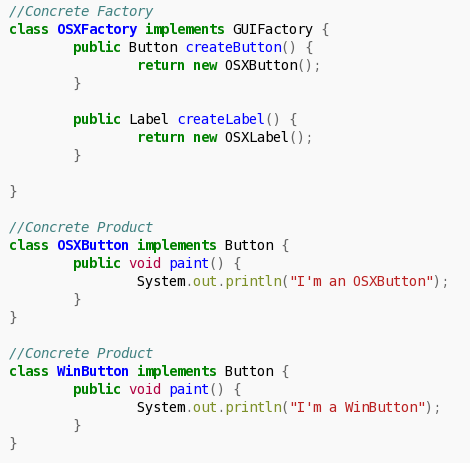 //Concrete Factory
class OSXFactory implements GUIFactory {
        public Button createButton() {
                return new OSXButton();
        }

        public Label createLabel() {
                return new OSXLabel();
        }

}

//Concrete Product
class OSXButton implements Button {
        public void paint() {
                System.out.println("I'm an OSXButton");
        }
}

//Concrete Product
class WinButton implements Button {
        public void paint() {
                System.out.println("I'm a WinButton");
        }
}